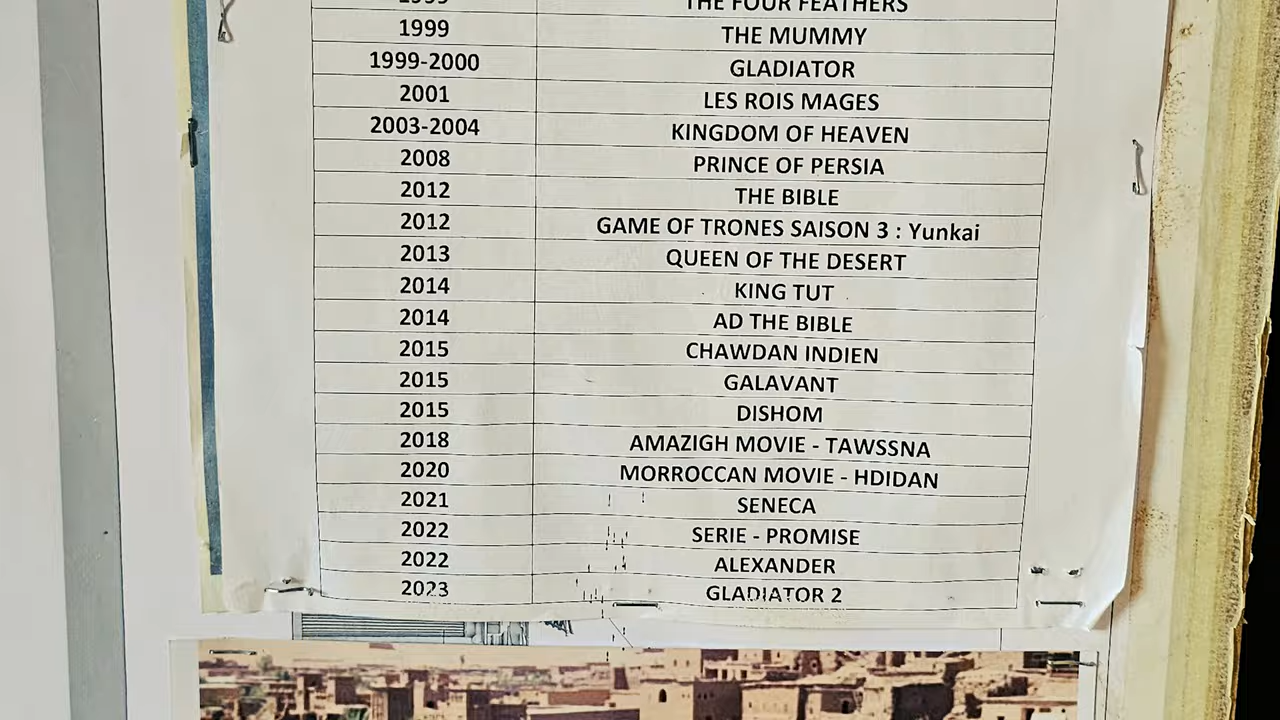 THE FOUR FEATHERS
1999 THE MUMMY
1999-2000 GLADIATOR
2001 LES ROIS MAGES
2003-2004 KINGDOM OF HEAVEN
2008 PRINCE OF PERSIA
2012 THE BIBLE
2012 GAME OF TRONES SAISON 3 : Yunkai
2013 QUEEN OF THE DESERT
2014 KING TUT
2014 AD THE BIBLE
2015 CHAWDAN INDIEN
2015 GALAVANT
2015 DISHOM
2018 AMAZIGH MOVIE - TAWSSNA
2020 MORROCCAN MOVIE - HDIDAN
2021 SENECA
2022 SERIE - PROMISE
2022 ALEXANDER
2023 GLADIATOR 2